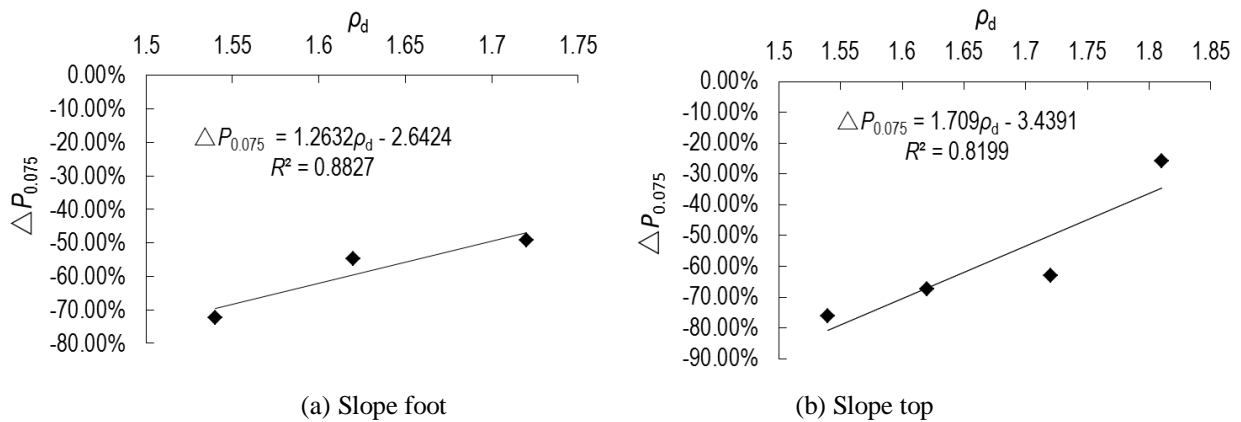 ρd
1.5 1.55 1.6 1.65 1.7 1.75
0.00%
-10.00%
-20.00%
-30.00%
-40.00%
-50.00%
-60.00%
-70.00%
-80.00%
△P0.075
△P0.075 = 1.2632ρd - 2.6424
R² = 0.8827
(a) Slope foot
ρd
1.5 1.55 1.6 1.65 1.7 1.75 1.8 1.85
0.00%
-10.00%
-20.00%
-30.00%
-40.00%
-50.00%
-60.00%
-70.00%
-80.00%
-90.00%
△P0.075
△P0.075 = 1.709ρd - 3.4391
R² = 0.8199
(b) Slope top